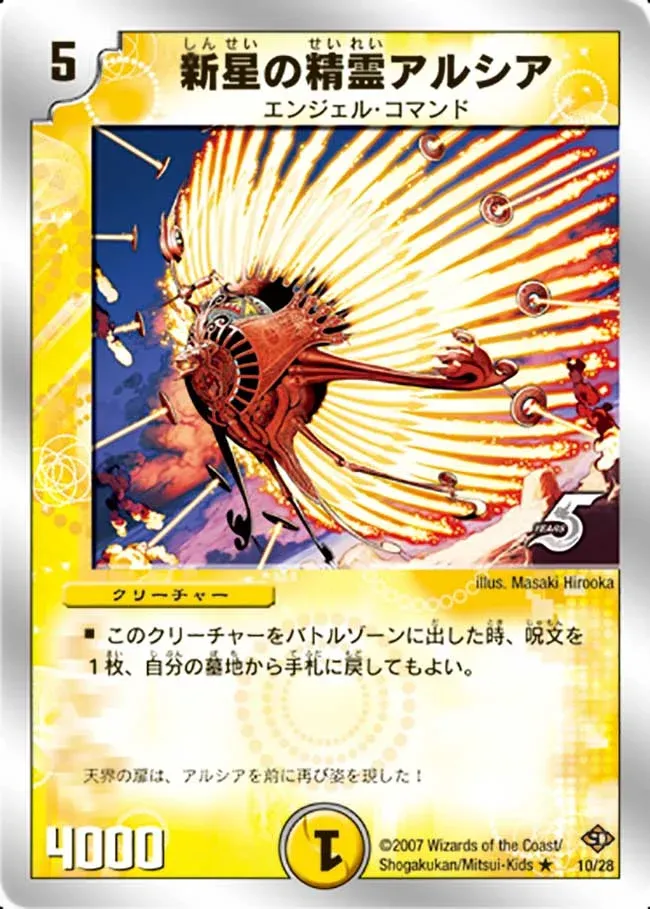 5
しんせい せいれい
新星の精霊アルシア
エンジェル・コマンド
YEARS 5
illus. Masaki Hirooka
クリーチャー
■ このクリーチャーをバトルゾーンに出した時、呪文を
1枚、自分の墓地から手札に戻してもよい。
天界の扉は、アルシアを前に再び姿を現した！
4000
1
©2007 Wizards of the Coast/
Shogakukan/Mitsui-Kids ★ 10/28